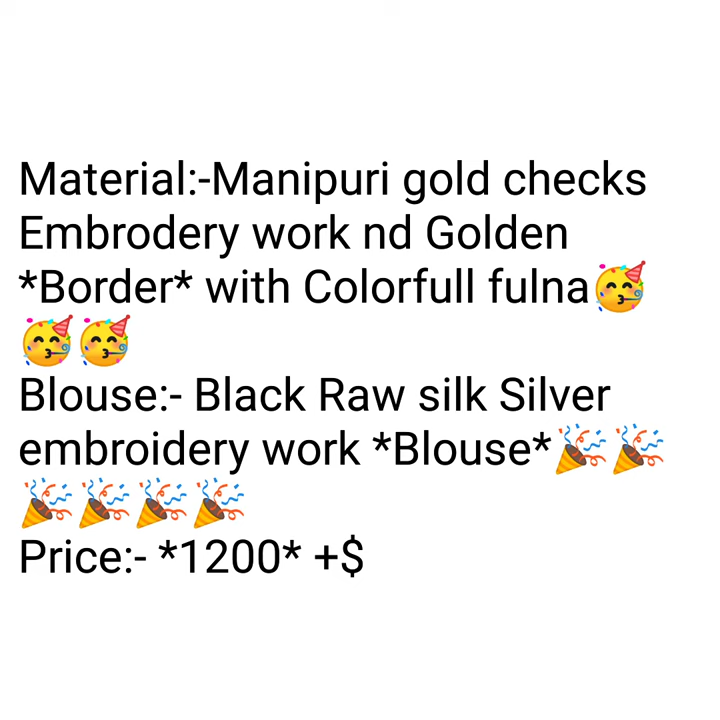 Material:-Manipuri gold checks
Embrodery work nd Golden
*Border* with Colorfull fulna🥳
🥳🥳
Blouse:- Black Raw silk Silver
embroidery work *Blouse*🎉🎉
🎉🎉🎉🎉
Price:- *1200* +$